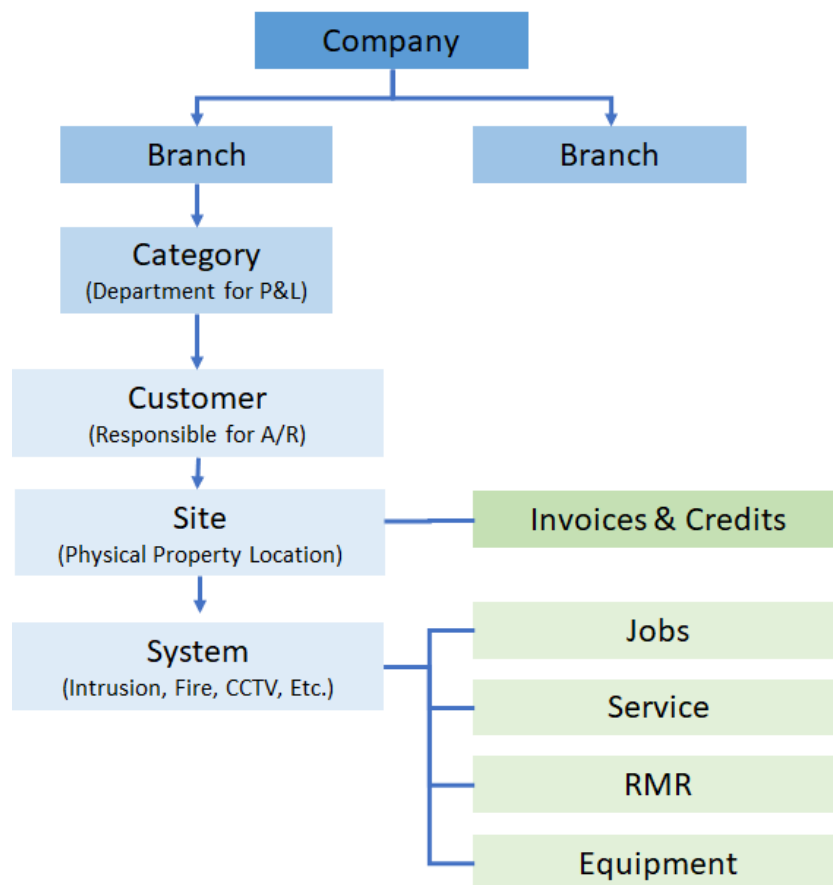 Company
Branch
Branch
Category
(Department for P&L)
Customer
(Responsible for A/R)
Site
(Physical Property Location)
Invoices & Credits
System
(Intrusion, Fire, CCTV, Etc.)
Jobs
Service
RMR
Equipment